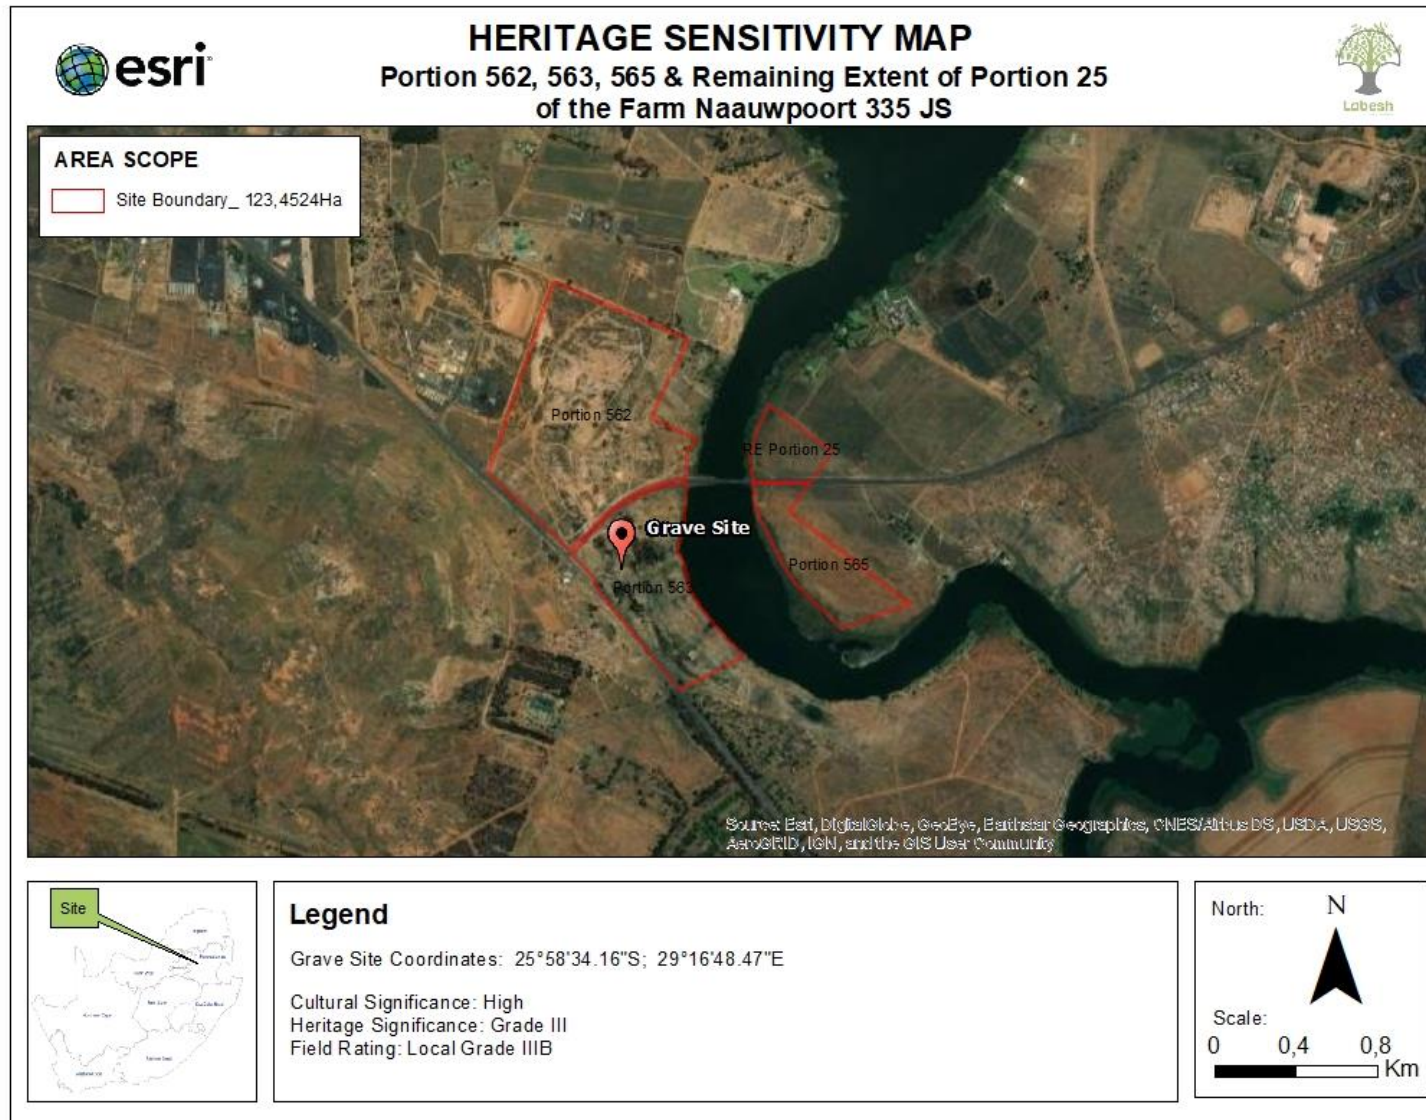 esri
HERITAGE SENSITIVITY MAP
Portion 562, 563, 565 & Remaining Extent of Portion 25
of the Farm Naauwpoort 335 JS
Labesh
AREA SCOPE
Site Boundary_ 123,4524Ha
Portion 562
RE Portion 25
Grave Site
Portion 565
Portion 563
Source: Esri, DigitalGlobe, GeoEye, Earthstar Geographics, CNES/Airbus DS, USDA, USGS,
AeroGRID, IGN, and the GIS User Community
Site
Legend
Grave Site Coordinates: 25°58'34.16"S; 29°16'48.47"E
Cultural Significance: High
Heritage Significance: Grade III
Field Rating: Local Grade IIIB
North:
N
Scale:
0 0,4 0,8
Km